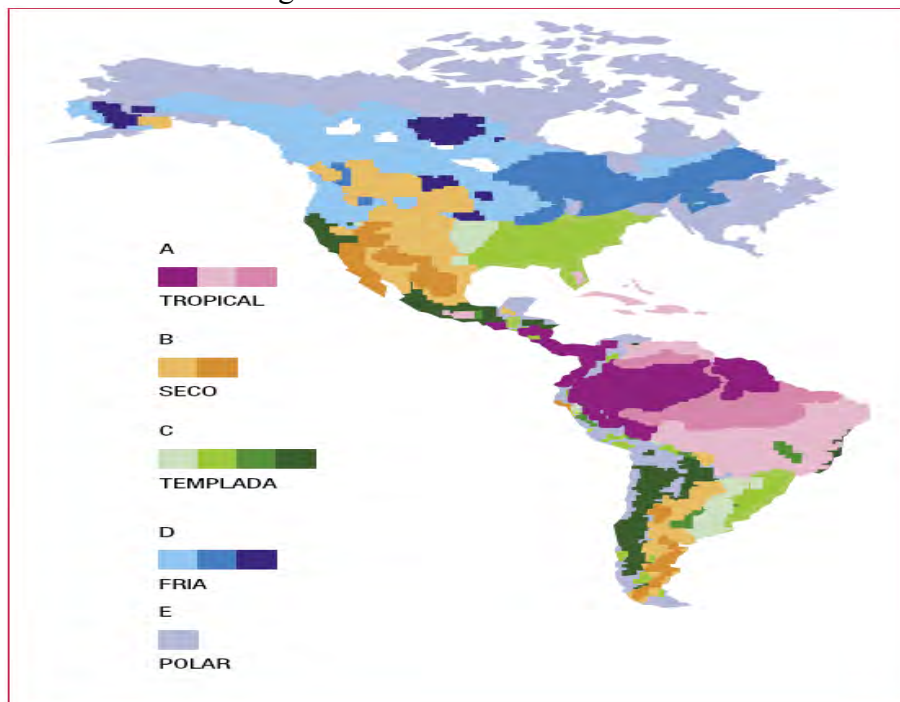 A
TROPICAL
B
SECO
C
TEMPLADA
D
FRIA
E
POLAR